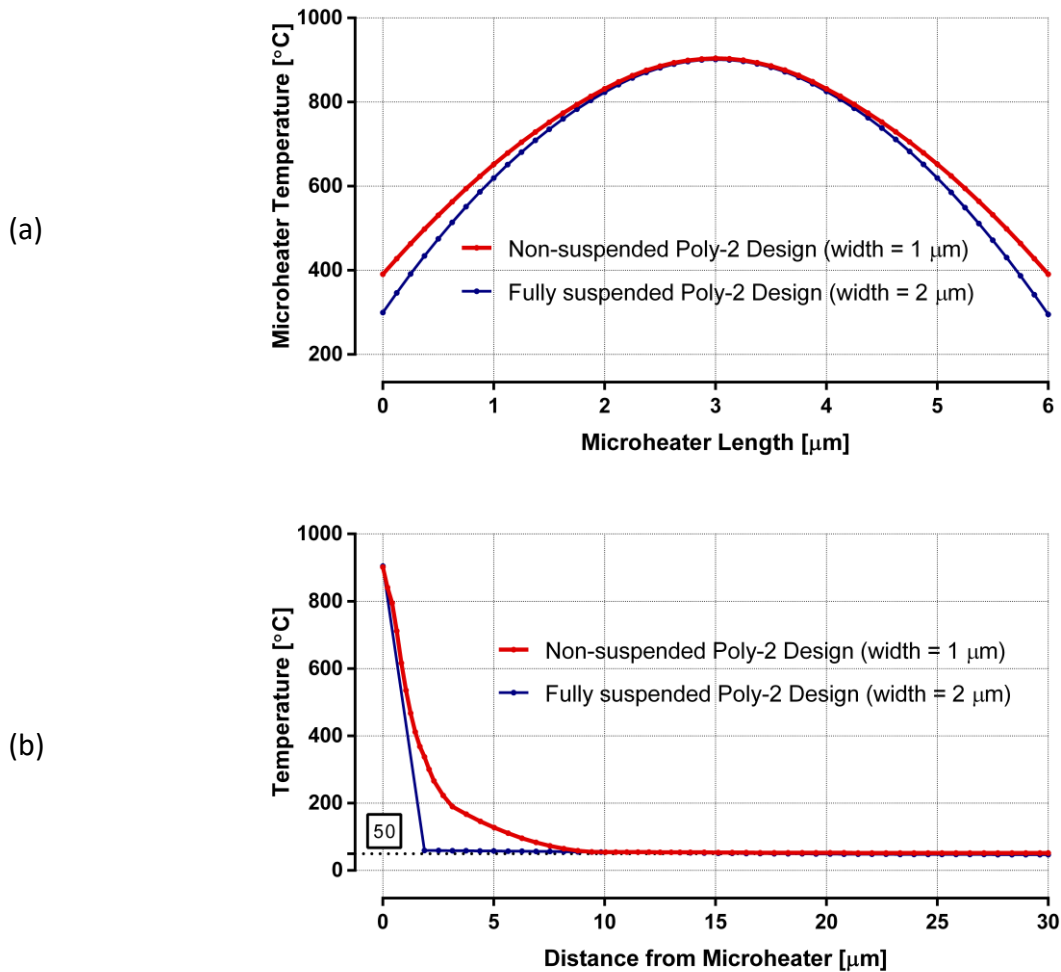 (a)
Microheater Temperature [°C]
1000
800
600
400
200
Non-suspended Poly-2 Design (width = 1 μm)
Fully suspended Poly-2 Design (width = 2 μm)
0 1 2 3 4 5 6
Microheater Length [μm]
(b)
Temperature [°C]
1000
800
600
400
200
0
50
Non-suspended Poly-2 Design (width = 1 μm)
Fully suspended Poly-2 Design (width = 2 μm)
0 5 10 15 20 25 30
Distance from Microheater [μm]